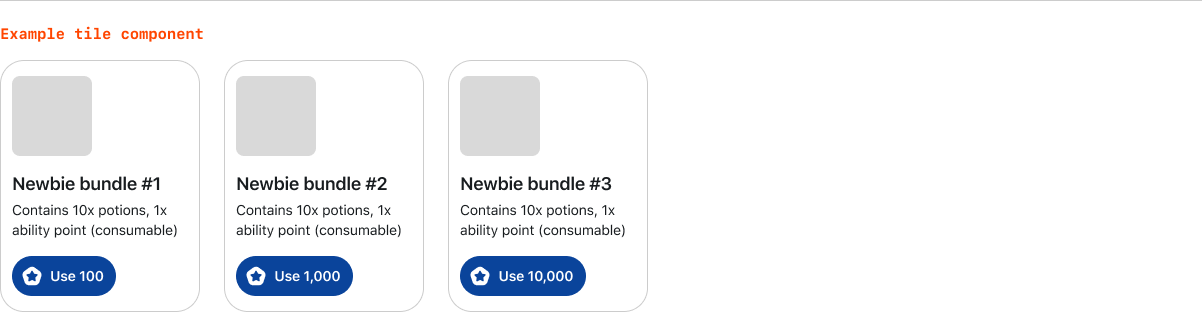 Example tile component
Newbie bundle #1
Contains 10x potions, 1x
ability point (consumable)
Use 100
Newbie bundle #2
Contains 10x potions, 1x
ability point (consumable)
Use 1,000
Newbie bundle #3
Contains 10x potions, 1x
ability point (consumable)
Use 10,000